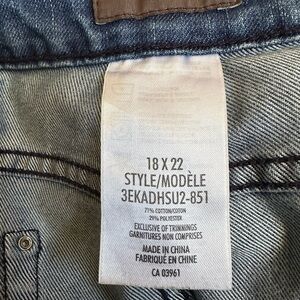 18 X 22
STYLE/MODÈLE
3EKADHSU2-851
71% COTTON/COTON
29% POLYESTER
EXCLUSIVE OF TRIMMINGS
GARNITURES NON COMPRISES
MADE IN CHINA
FABRIQUÉ EN CHINE
CA 03961